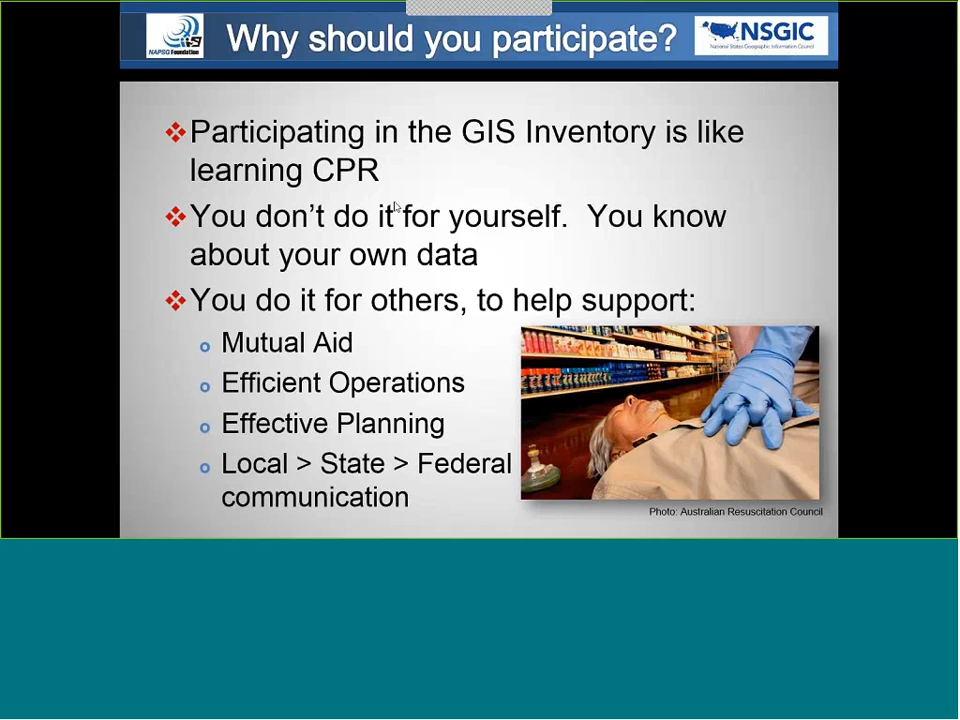 Why should you participate?
NAPSG Foundation
NSGIC
National States Geographic Information Council
Participating in the GIS Inventory is like
learning CPR
You don't do it for yourself.  You know
about your own data
You do it for others, to help support:
Mutual Aid
Efficient Operations
Effective Planning
Local > State > Federal
communication
Photo: Australian Resuscitation Council